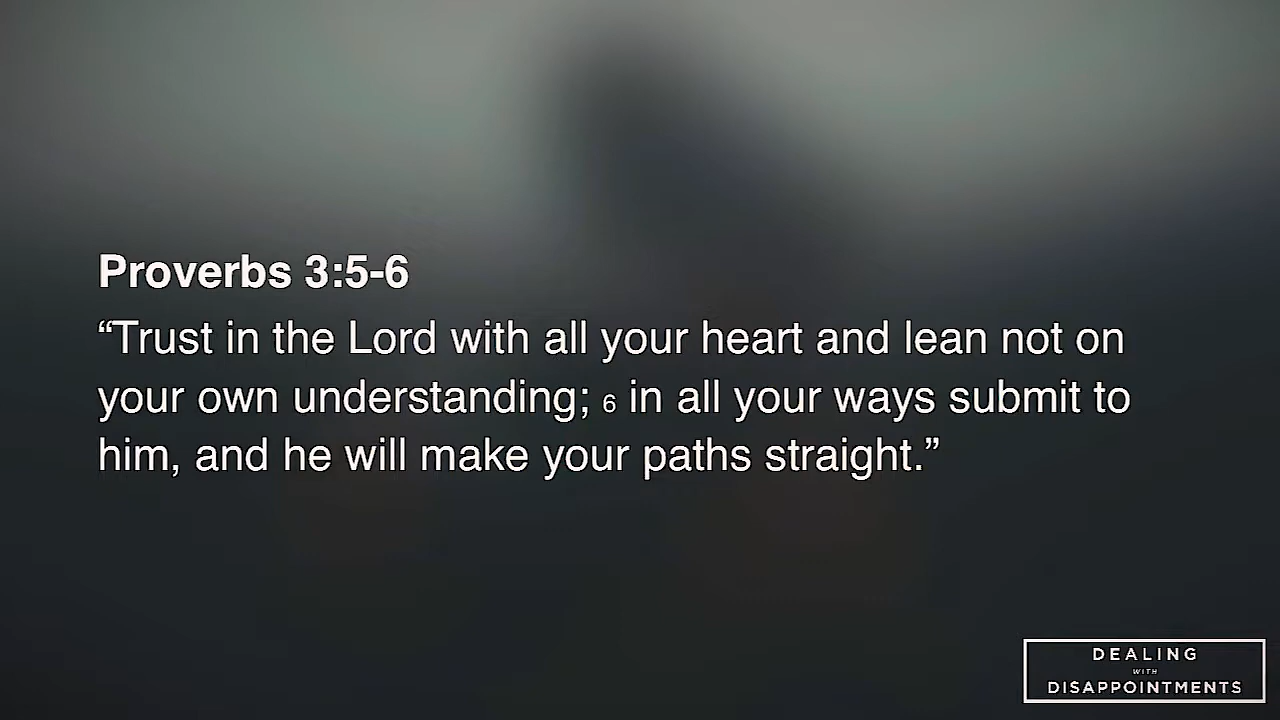 Proverbs 3:5-6
“Trust in the Lord with all your heart and lean not on
your own understanding; 6 in all your ways submit to
him, and he will make your paths straight.”
DEALING
WITH
DISAPPOINTMENTS